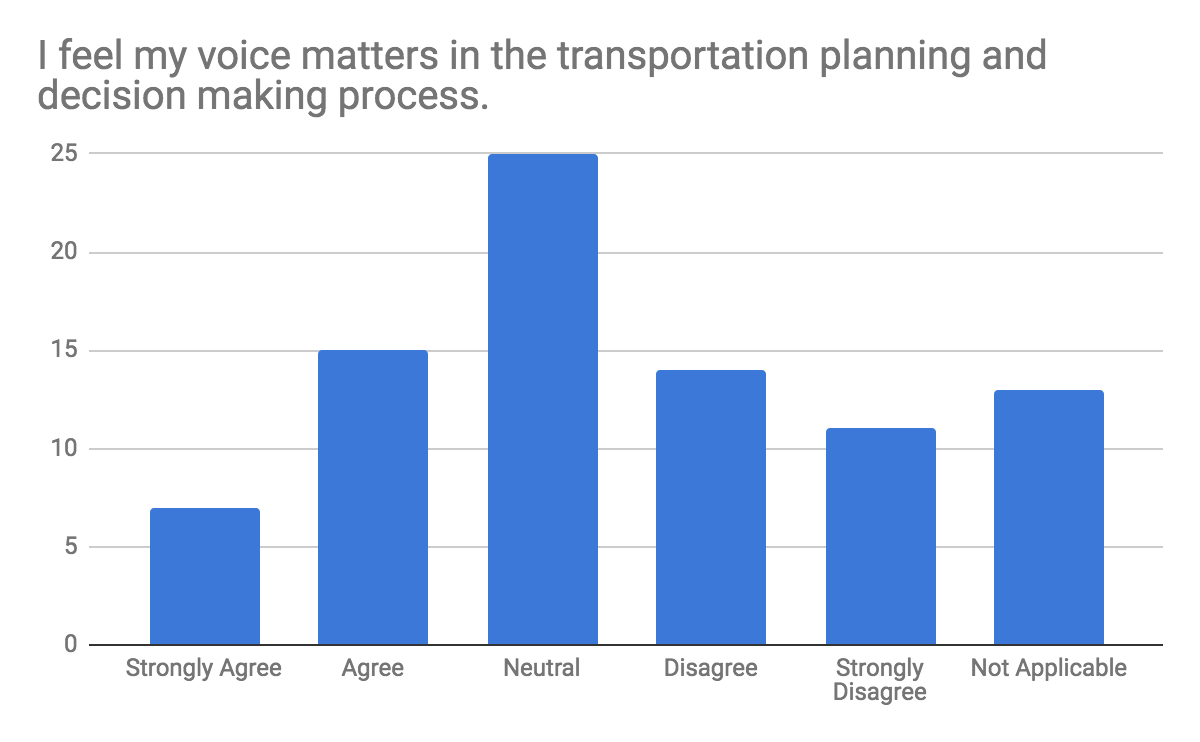 I feel my voice matters in the transportation planning and
decision making process.
25
20
15
10
5
0
Strongly Agree
Agree
Neutral
Disagree
Strongly
Disagree
Not Applicable